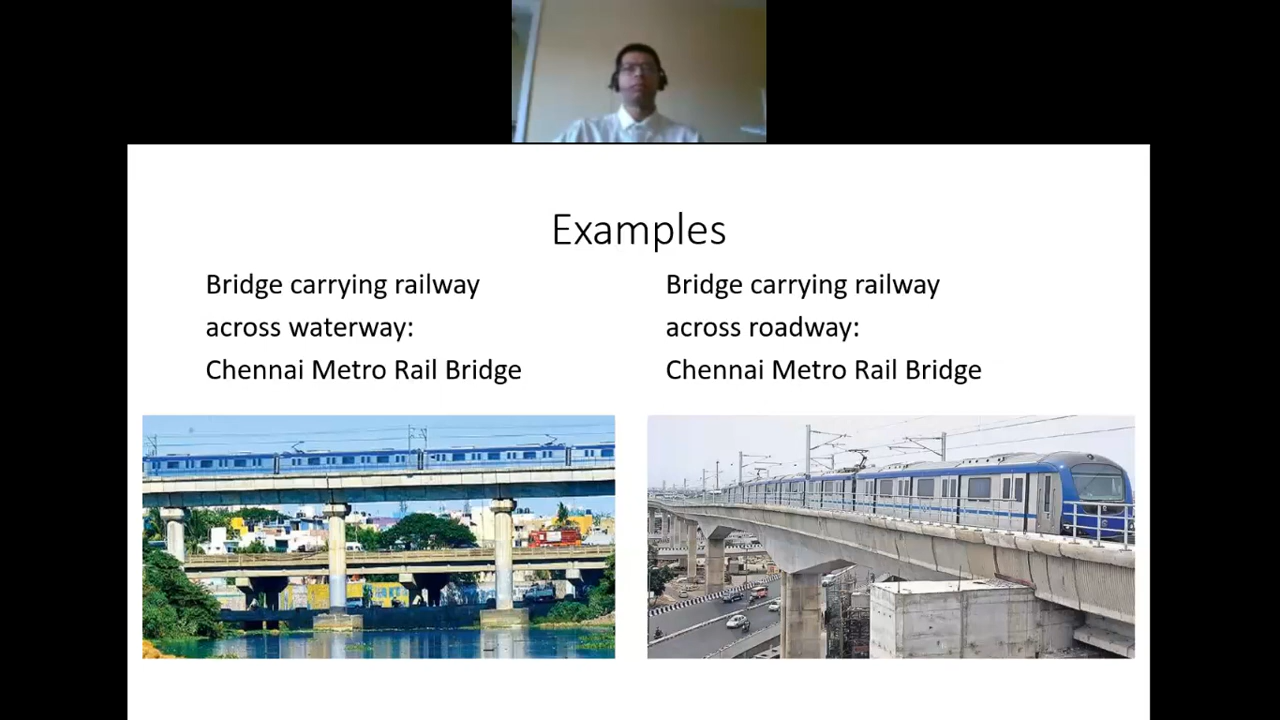 Examples
Bridge carrying railway
across waterway:
Chennai Metro Rail Bridge
Bridge carrying railway
across roadway:
Chennai Metro Rail Bridge